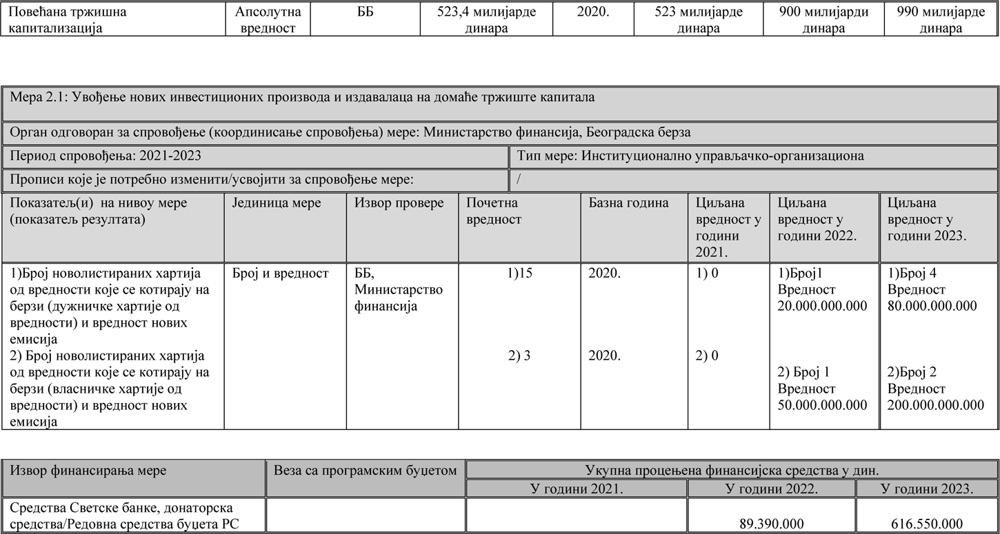 Повећана тржишна капитализација Апсолутна вредност ББ 523,4 милијарде динара 2020. 523 милијарде динара 900 милијарди динара 990 милијарде динара
Мера 2.1: Увођење нових инвестиционих производа и издавалаца на домаће тржиште капитала
Орган одговоран за спровођење (координисање спровођења) мере: Министарство финансија, Београдска берза
Период спровођења: 2021-2023 Тип мере: Институционално управљачко-организациона
Прописи које је потребно изменити/усвојити за спровођење мере: /
Показатељ(и) на нивоу мере
(показатељ резултата)
Јединица мере
Извор провере
Почетна
вредност
Базна година
Циљана
вредност у
години
2021.
Циљана
вредност у
години 2022.
Циљана
вредност у
години 2023.
1)Број новолистираних хартија
од вредности које се котирају на
берзи (дужничке хартије од
вредности) и вредност нових
емисија
2) Број новолистираних хартија
од вредности које се котирају на
берзи (власничке хартије од
вредности) и вредност нових
емисија
Број и вредност
ББ,
Министарство
финансија
1)15
2) 3
2020.
2020.
1) 0
2) 0
1)Број1
Вредност
20.000.000.000
2) Број 1
Вредност
50.000.000.000
1)Број 4
Вредност
80.000.000.000
2)Број 2
Вредност
200.000.000.000
Извор финансирања мере Веза са програмским буџетом Укупна процењена финансијска средства у дин.
У години 2021. У години 2022. У години 2023.
Средства Светске банке, донаторска
средства/Редовна средства буџета РС 89.390.000 616.550.000